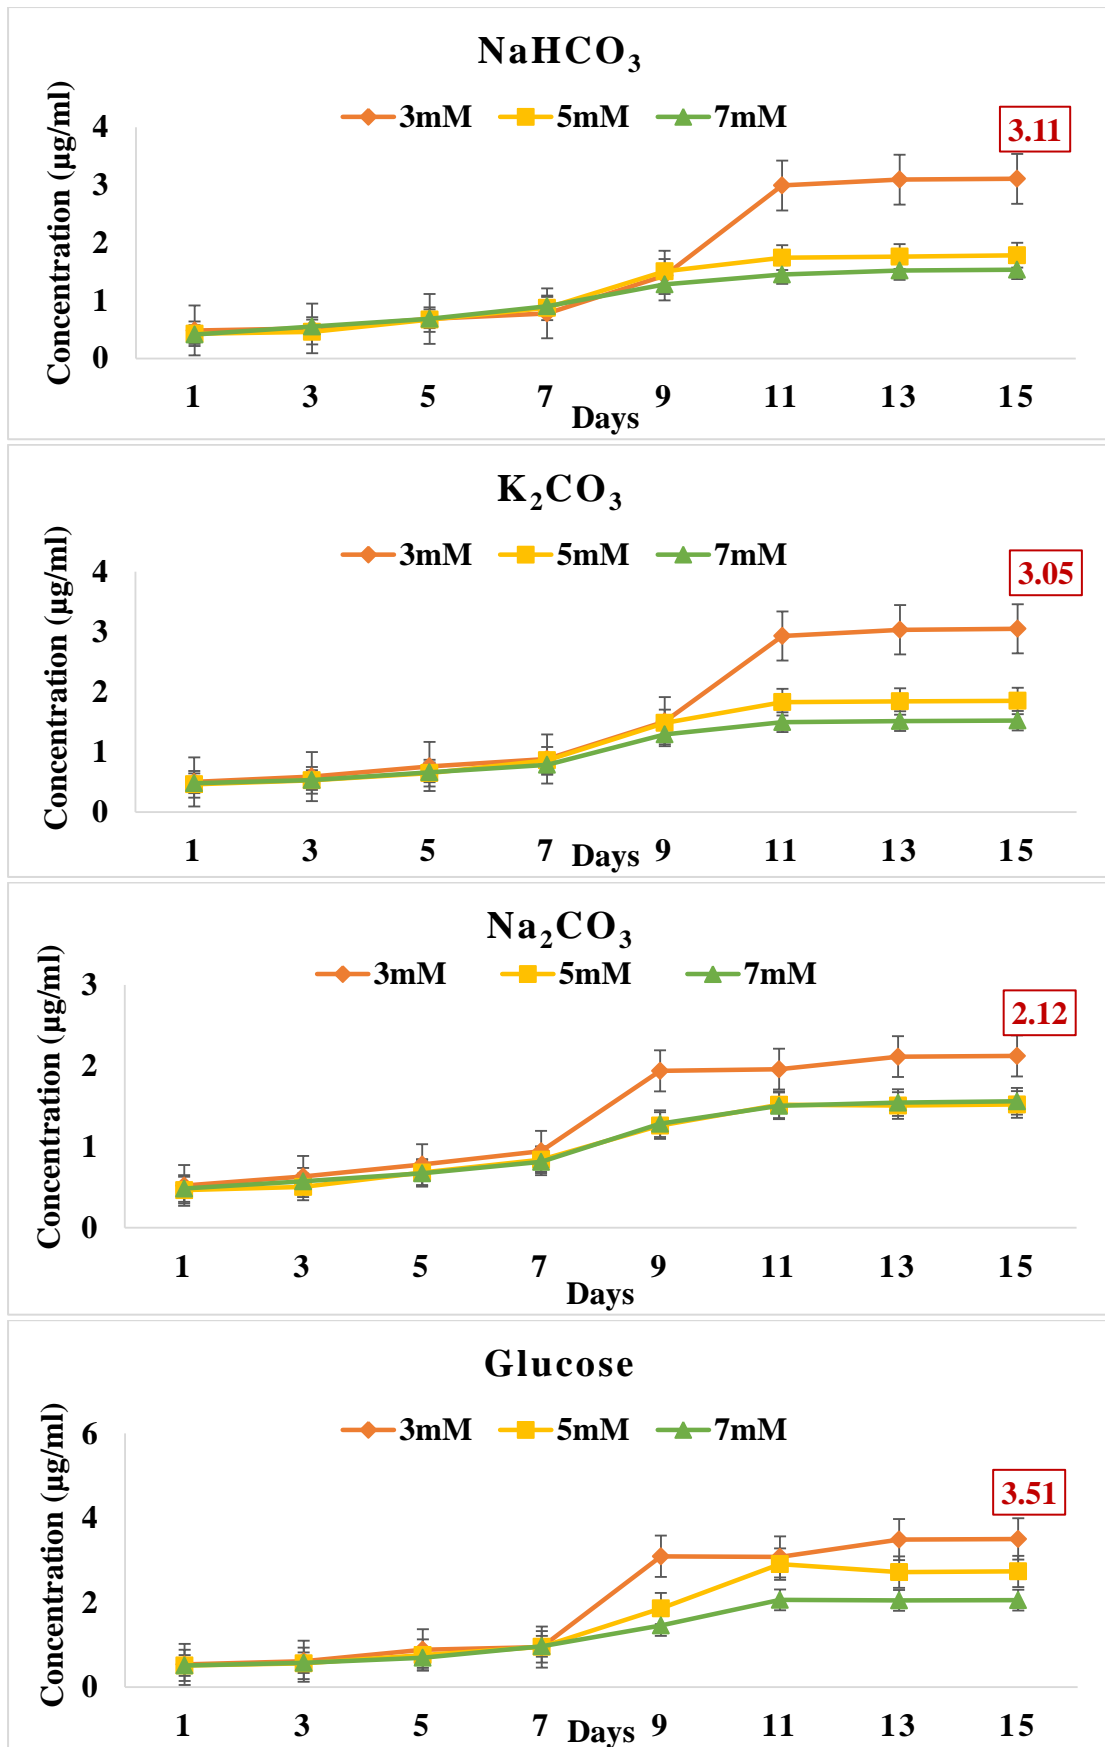 NaHCO₃
3mM 5mM 7mM
3.11
Concentration (µg/ml)
4
3
2
1
0
1 3 5 7 9 11 13 15
Days
K₂CO₃
3mM 5mM 7mM
3.05
Concentration (µg/ml)
4
3
2
1
0
1 3 5 7 9 11 13 15
Days
Na₂CO₃
3mM 5mM 7mM
2.12
Concentration (µg/ml)
3
2
1
0
1 3 5 7 9 11 13 15
Days
Glucose
3mM 5mM 7mM
3.51
Concentration (µg/ml)
6
4
2
0
1 3 5 7 9 11 13 15
Days